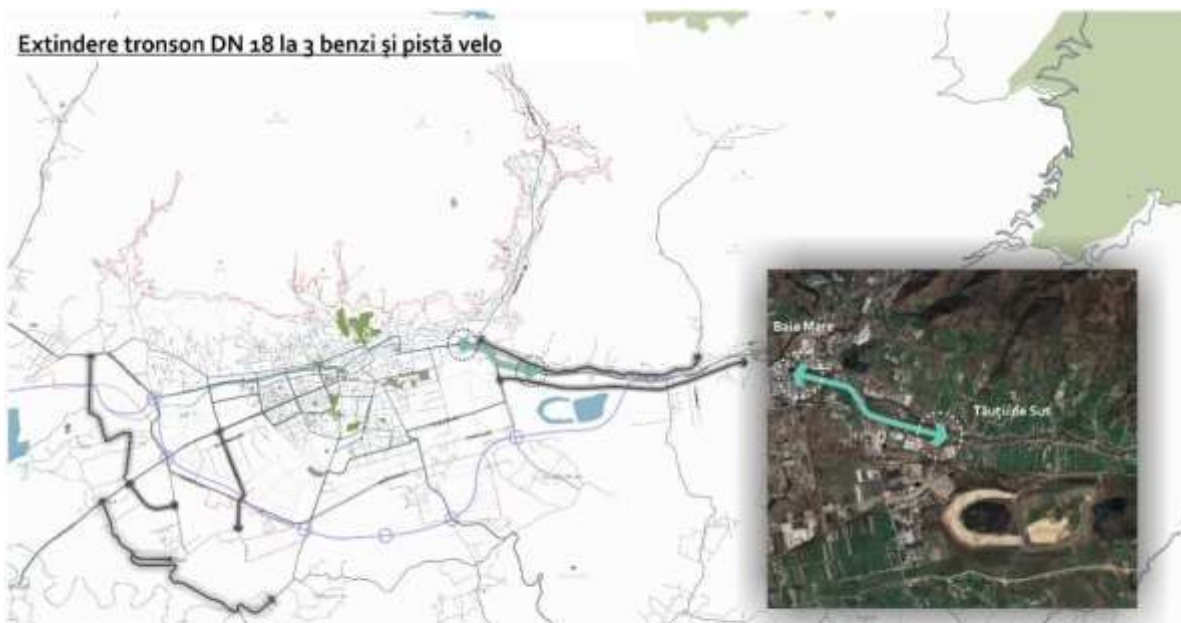 Extindere tronson DN 18 la 3 benzi și pistă velo
Baia Mare
Tăuții de Sus